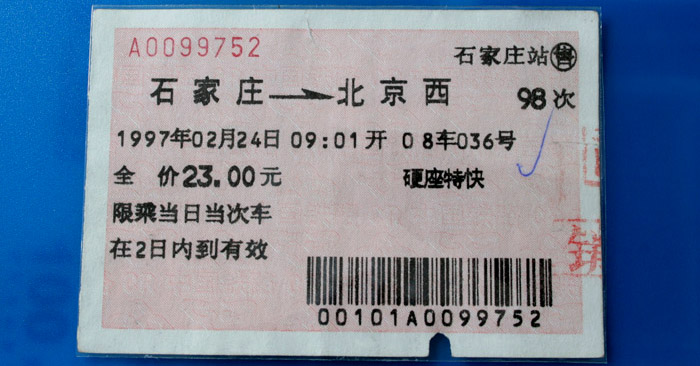 A0099752
石家庄站售
石家庄→北京西 98次
1997年02月24日09:01开 08车036号
全 价23.00元 硬座特快
限乘当日当次车
在2日内到有效
00101A0099752